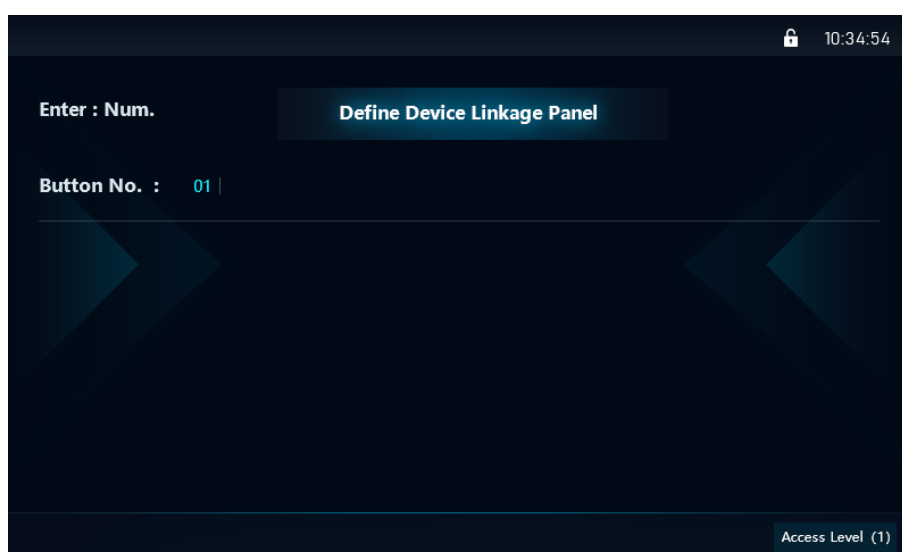 10:34:54
Enter : Num.
Define Device Linkage Panel
Button No. : 01
Access Level (1)